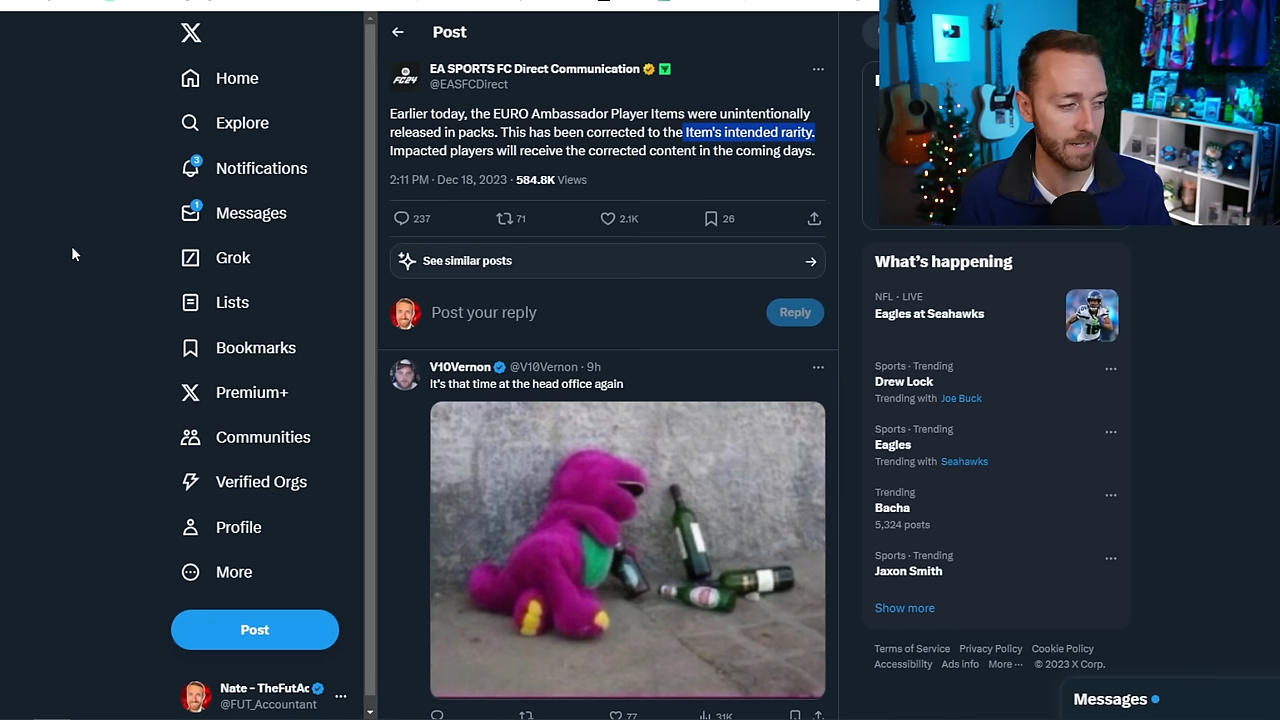 Home
Explore
3
Notifications
1
Messages
Grok
Lists
Bookmarks
Premium+
Communities
Verified Orgs
Profile
More
Post
Nate - TheFutAc
@FUT_Accountant
Post
FC24
EA SPORTS FC Direct Communication
@EASFCDirect
Earlier today, the EURO Ambassador Player Items were unintentionally
released in packs. This has been corrected to the Item's intended rarity.
Impacted players will receive the corrected content in the coming days.
2:11 PM · Dec 18, 2023 · 584.8K Views
237 71 2.1K 26
See similar posts
Post your reply
Reply
V10Vernon @V10Vernon · 9h
It's that time at the head office again
77 31K
What's happening
NFL · LIVE
Eagles at Seahawks
Sports · Trending
Drew Lock
Trending with Joe Buck
Sports · Trending
Eagles
Trending with Seahawks
Trending
Bacha
5,324 posts
Sports · Trending
Jaxon Smith
Show more
Terms of Service Privacy Policy Cookie Policy
Accessibility Ads info More ··· © 2023 X Corp.
Messages